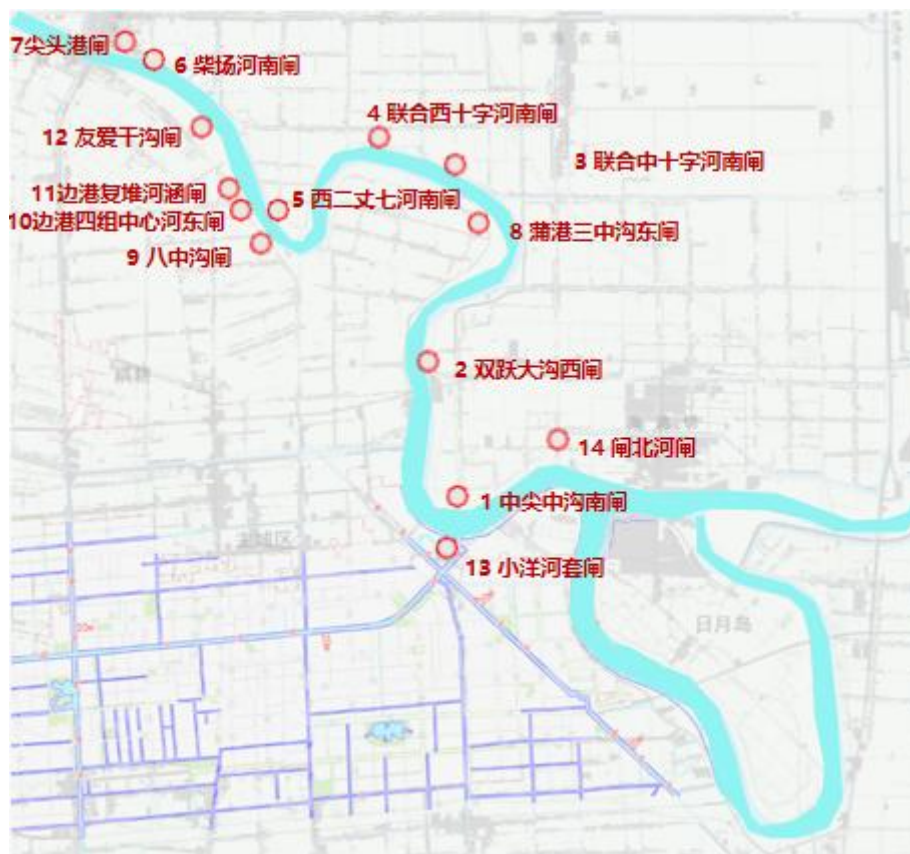 7尖头港闸
6 柴场河南闸
4 联合西十字河南闸
12 友爱干沟闸
3 联合中十字河南闸
11边港复堆河涵闸
5 西二丈七河南闸
10边港四组中心河东闸
8 蒲港三中沟东闸
9 八中沟闸
2 双跃大沟西闸
14 闸北河闸
1 中尖中沟南闸
13 小洋河套闸
日月岛